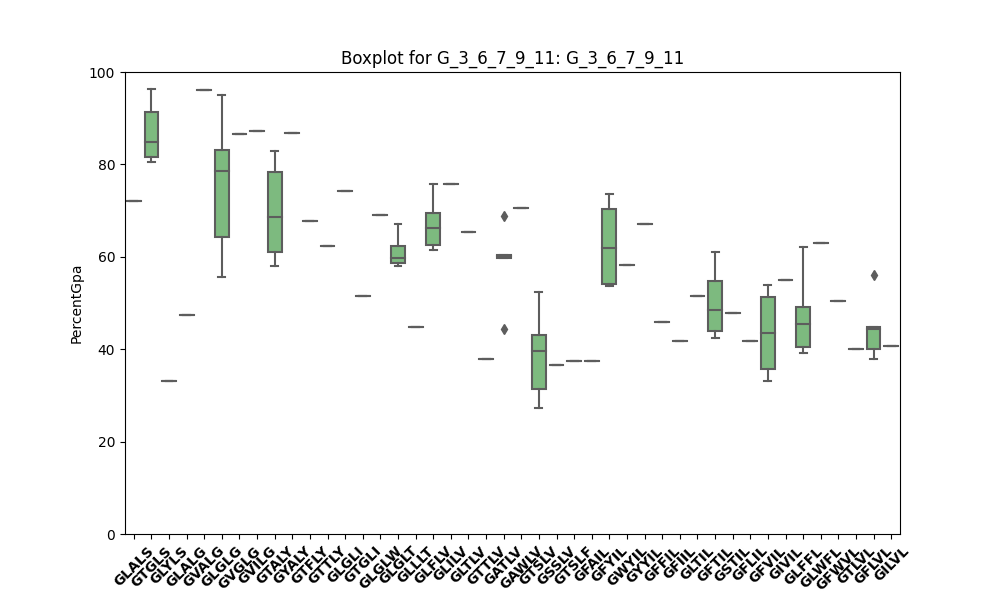 Boxplot for G_3_6_7_9_11: G_3_6_7_9_11
PercentGpa
100
80
60
40
20
0
GLALS
GTGLS
GLYLS
GLALG
GVALG
GLGLG
GVGLG
GVILG
GTALY
GYALY
GTFLY
GTTLY
GLGLI
GTGLI
GLGLW
GLGLT
GLLLT
GLFLV
GLILV
GLTLV
GTTLV
GATLV
GAWLV
GTSLV
GSSLV
GTSLF
GFAIL
GFYIL
GWYIL
GYYIL
GFFIL
GFIIL
GLTIL
GFTIL
GSTIL
GFLIL
GFVIL
GIVIL
GLFFL
GLWFL
GFWVL
GTLVL
GFLVL
GILVL